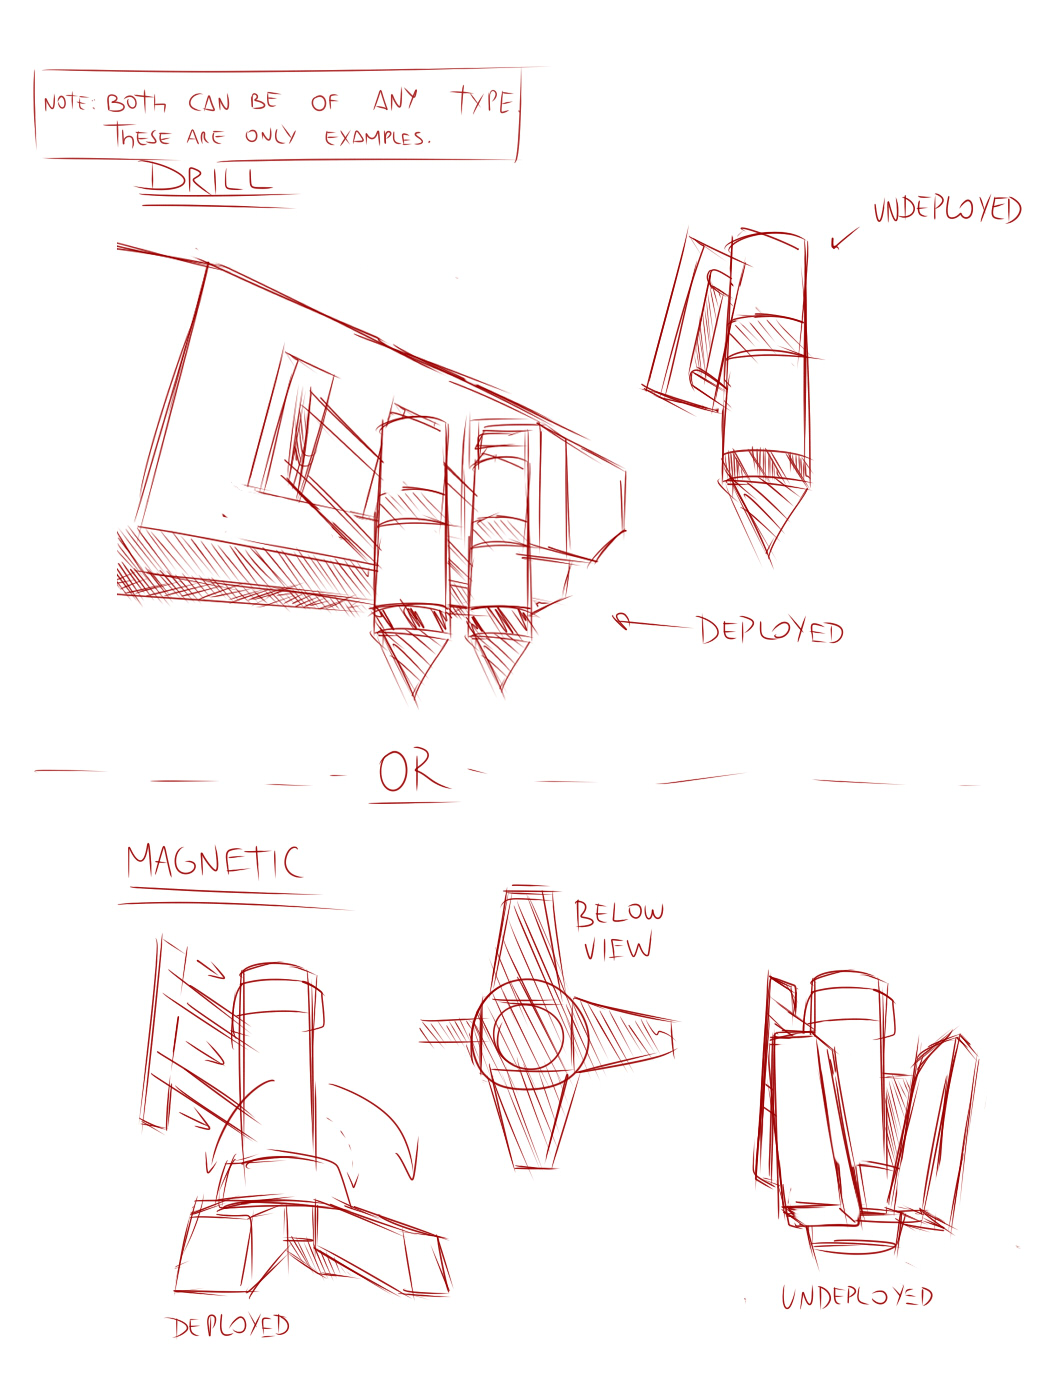 NOTE: BOTH CAN BE OF ANY TYPE.
THESE ARE ONLY EXAMPLES.
DRILL
UNDEPLOYED
DEPLOYED
OR
MAGNETIC
BELOW
VIEW
DEPLOYED
UNDEPLOYED